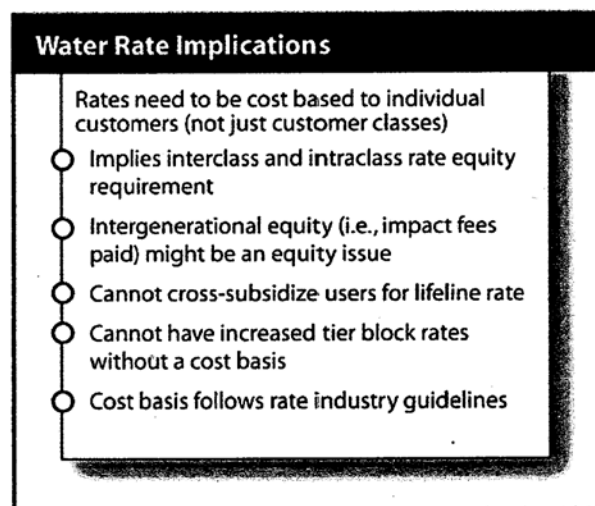 Water Rate Implications
Rates need to be cost based to individual
customers (not just customer classes)
Implies interclass and intraclass rate equity
requirement
Intergenerational equity (i.e., impact fees
paid) might be an equity issue
Cannot cross-subsidize users for lifeline rate
Cannot have increased tier block rates
without a cost basis
Cost basis follows rate industry guidelines